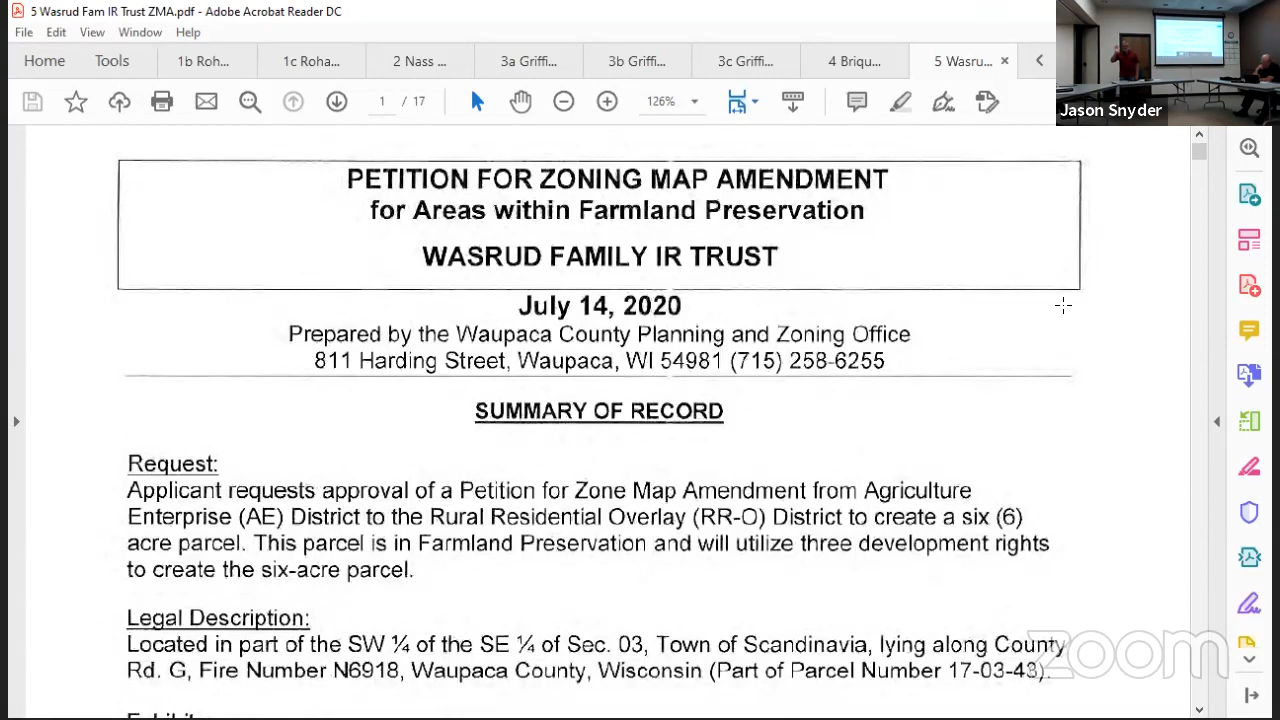 5 Wasrud Fam IR Trust ZMA.pdf - Adobe Acrobat Reader DC
File Edit View Window Help
Home Tools 1b Roh... 1c Roha... 2 Nass ... 3a Griffi... 3b Griffi... 3c Griffi... 4 Briqu... 5 Wasru... ×
1 / 17 126%
Jason Snyder
PETITION FOR ZONING MAP AMENDMENT
for Areas within Farmland Preservation
WASRUD FAMILY IR TRUST
July 14, 2020
Prepared by the Waupaca County Planning and Zoning Office
811 Harding Street, Waupaca, WI 54981 (715) 258-6255
SUMMARY OF RECORD
Request:
Applicant requests approval of a Petition for Zone Map Amendment from Agriculture
Enterprise (AE) District to the Rural Residential Overlay (RR-O) District to create a six (6)
acre parcel. This parcel is in Farmland Preservation and will utilize three development rights
to create the six-acre parcel.
Legal Description:
Located in part of the SW ¼ of the SE ¼ of Sec. 03, Town of Scandinavia, lying along County
Rd. G, Fire Number N6918, Waupaca County, Wisconsin (Part of Parcel Number 17-03-43).
zoom